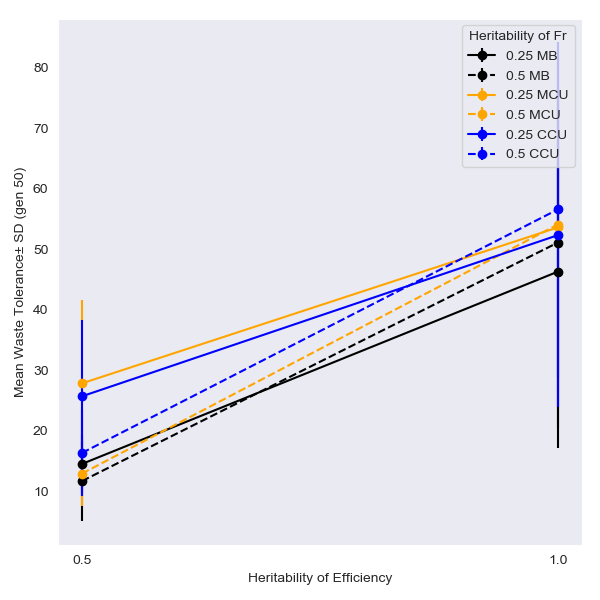 Heritability of Fr
0.25 MB
0.5 MB
0.25 MCU
0.5 MCU
0.25 CCU
0.5 CCU
Mean Waste Tolerance± SD (gen 50)
80
70
60
50
40
30
20
10
0.5
1.0
Heritability of Efficiency